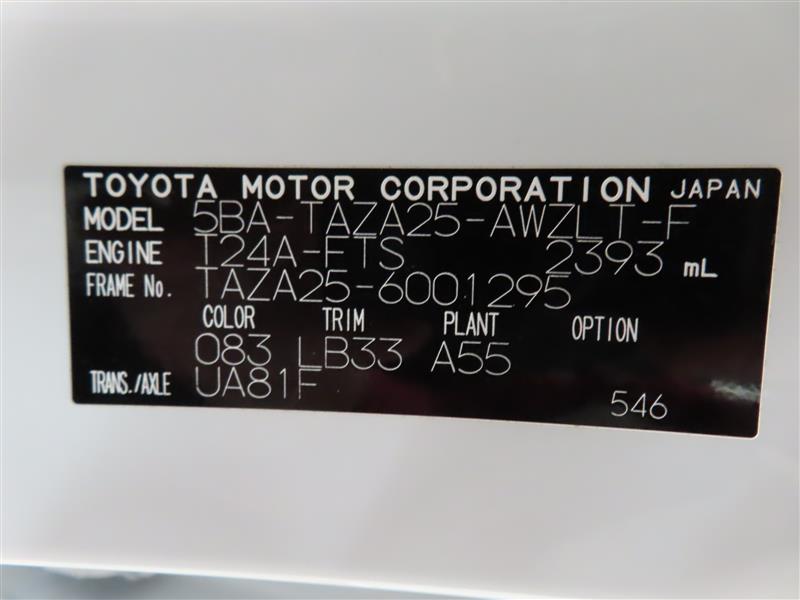 TOYOTA MOTOR CORPORATION JAPAN
MODEL 5BA-TAZA25-AWZLT-F
ENGINE T24A-FTS 2393 mL
FRAME No. TAZA25-6001295
COLOR TRIM PLANT OPTION
083 LB33 A55
TRANS./AXLE UA81F
546